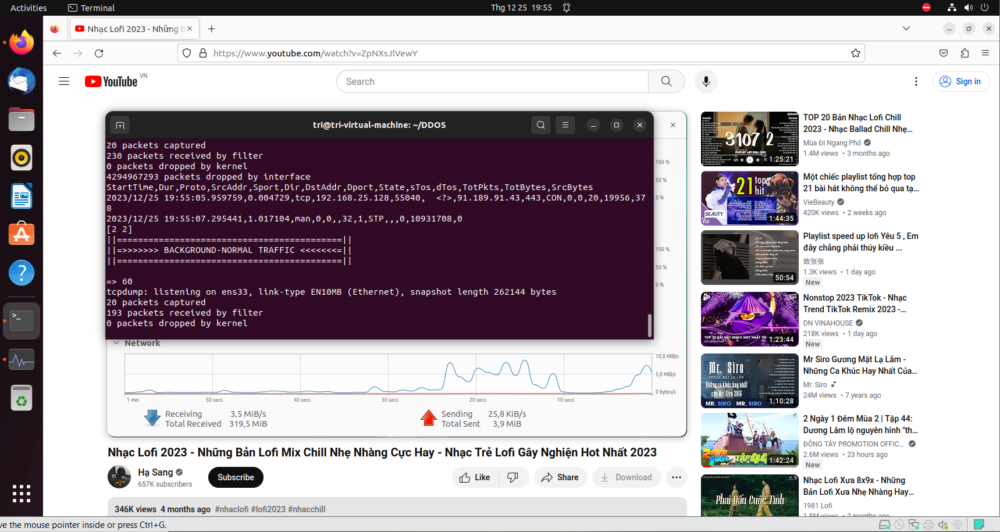 Activities
Terminal
Thg 12 25 19:55
Nhạc Lofi 2023 - Những B
https://www.youtube.com/watch?v=ZpNXsJlVewY
YouTube VN
Search
Sign in
tri@tri-virtual-machine: ~/DDOS
20 packets captured
230 packets received by filter
0 packets dropped by kernel
4294967293 packets dropped by interface
StartTime,Dur,Proto,SrcAddr,Sport,Dir,DstAddr,Dport,State,sTos,dTos,TotPkts,TotBytes,SrcBytes
2023/12/25 19:55:05.959759,0.004729,tcp,192.168.25.128,55040,  <?>,91.189.91.43,443,CON,0,0,20,19956,37
8
2023/12/25 19:55:07.295441,1.017104,man,0,0,,32,1,STP,,,0,10931708,0
[2 2]
||===========================================||
||=>>>>>>> BACKGROUND-NORMAL TRAFFIC <<<<<<<=||
||===========================================||
=> 60
tcpdump: listening on ens33, link-type EN10MB (Ethernet), snapshot length 262144 bytes
20 packets captured
193 packets received by filter
0 packets dropped by kernel
100 %
50 %
0 %
100 %
50 %
0 %
Network
10,0 MiB/s
5,0 MiB/s
0 bytes/s
1 min
50 secs
40 secs
30 secs
20 secs
10 secs
Receiving 3,5 MiB/s
Total Received 319,5 MiB
Sending 25,8 KiB/s
Total Sent 3,9 MiB
Nhạc Lofi 2023 - Những Bản Lofi Mix Chill Nhẹ Nhàng Cực Hay - Nhạc Trẻ Lofi Gây Nghiện Hot Nhất 2023
Hạ Sang
657K subscribers
Subscribe
Like
Share
Download
346K views 4 months ago #nhaclofi #lofi2023 #nhacchill
3107 2
PLAYLIST LOFI CHILL
1:25:21
TOP 20 Bản Nhạc Lofi Chill
2023 - Nhạc Ballad Chill Nhẹ...
Mùa Đi Ngang Phố
1.4M views • 3 months ago
21 top
hit
BEAUTY
Vie
1:44:35
Một chiếc playlist tổng hợp top
21 bài hát không thể bỏ qua tạ...
VieBeauty
420K views • 2 weeks ago
50:54
Playlist speed up lofi Yêu 5 , Em
đây chẳng phải thúy kiều ...
致张张
1.3K views • 1 day ago
New
TOP 20 BÀI HÁT REMIX HOT NHẤT TIK
1:23:44
Nonstop 2023 TikTok - Nhạc
Trend TikTok Remix 2023 -...
DN VINAHOUSE
218K views • 1 day ago
New
Mr. Siro
GƯƠNG MẶT LẠ LẪM
Những ca khúc hay nhất
của Mr. Siro 2016
MR. SIRO MR. SIRO
1:10:28
Mr Siro Gương Mặt Lạ Lẫm -
Những Ca Khúc Hay Nhất Của...
Mr. Siro
24M views • 7 years ago
TẬP 44
1:42:24
2 Ngày 1 Đêm Mùa 2 | Tập 44:
Dương Lâm lộ nguyên hình "th...
ĐÔNG TÂY PROMOTION OFFIC...
2.6M views • 23 hours ago
New
Phai Dấu Cuộc Tình
Nhạc Lofi Xưa 8x9x - Những
Bản Lofi Xưa Nhẹ Nhàng Hay...
1981 Lofi
1.5M views • 2 months ago
ve the mouse pointer inside or press Ctrl+G.